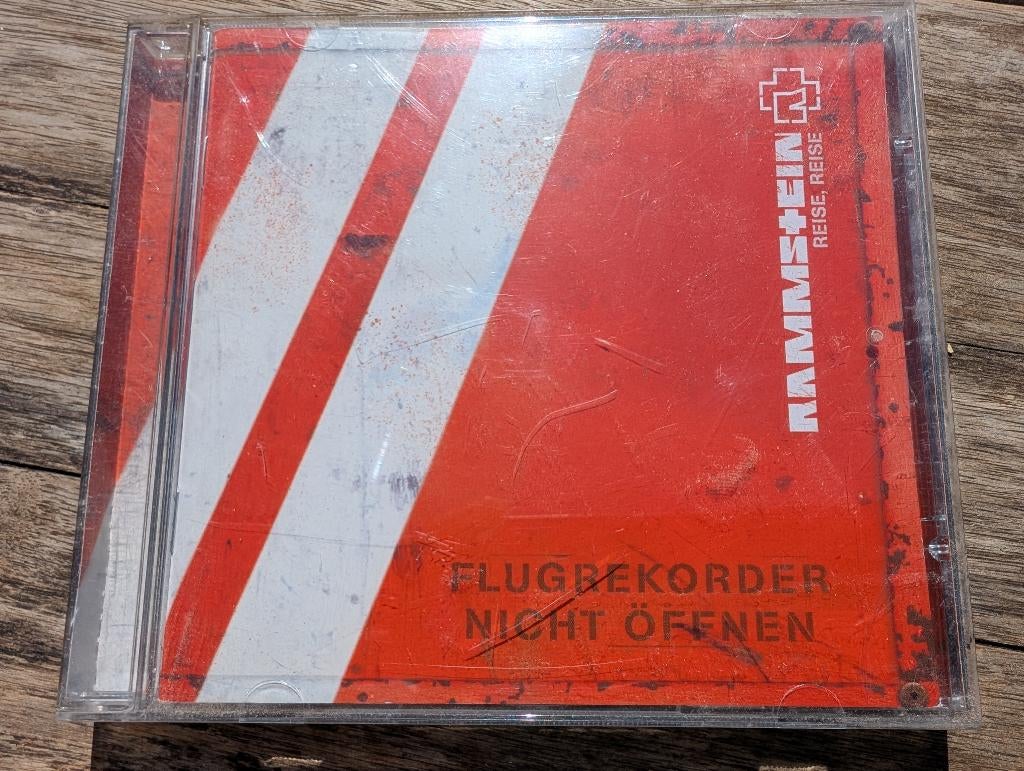 RAMMSTEIN
REISE, REISE
FLUGREKORDER
NICHT ÖFFNEN